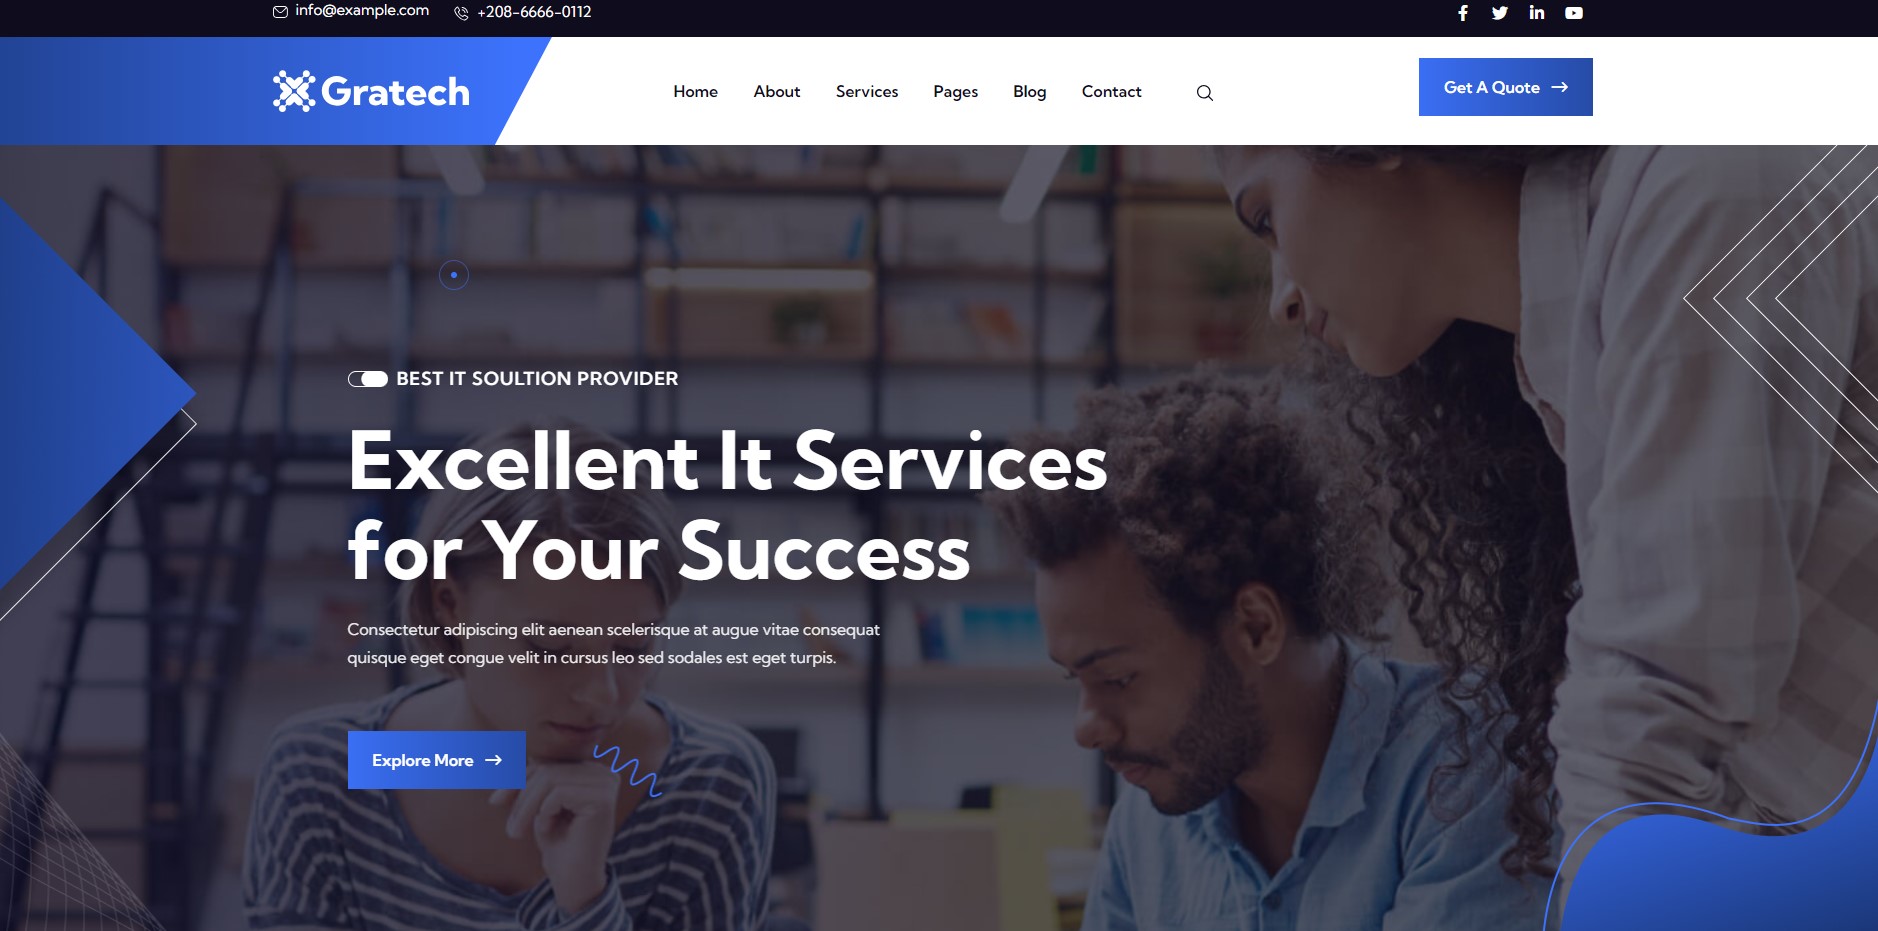 info@example.com
+208-6666-0112
Gratech
Home
About
Services
Pages
Blog
Contact
Get A Quote
BEST IT SOULTION PROVIDER
Excellent It Services
for Your Success
Consectetur adipiscing elit aenean scelerisque at augue vitae consequat
quisque eget congue velit in cursus leo sed sodales est eget turpis.
Explore More